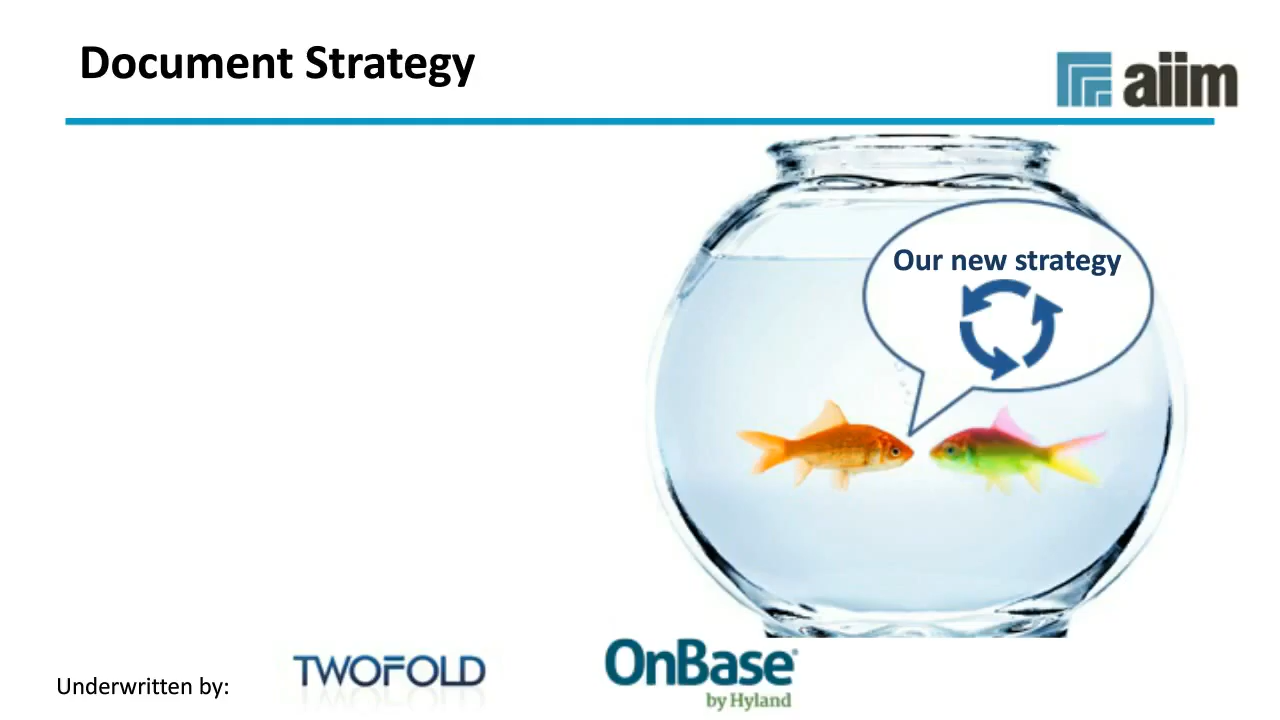 Document Strategy
aiim
Our new strategy
Underwritten by:
TWOFOLD
OnBase®
by Hyland